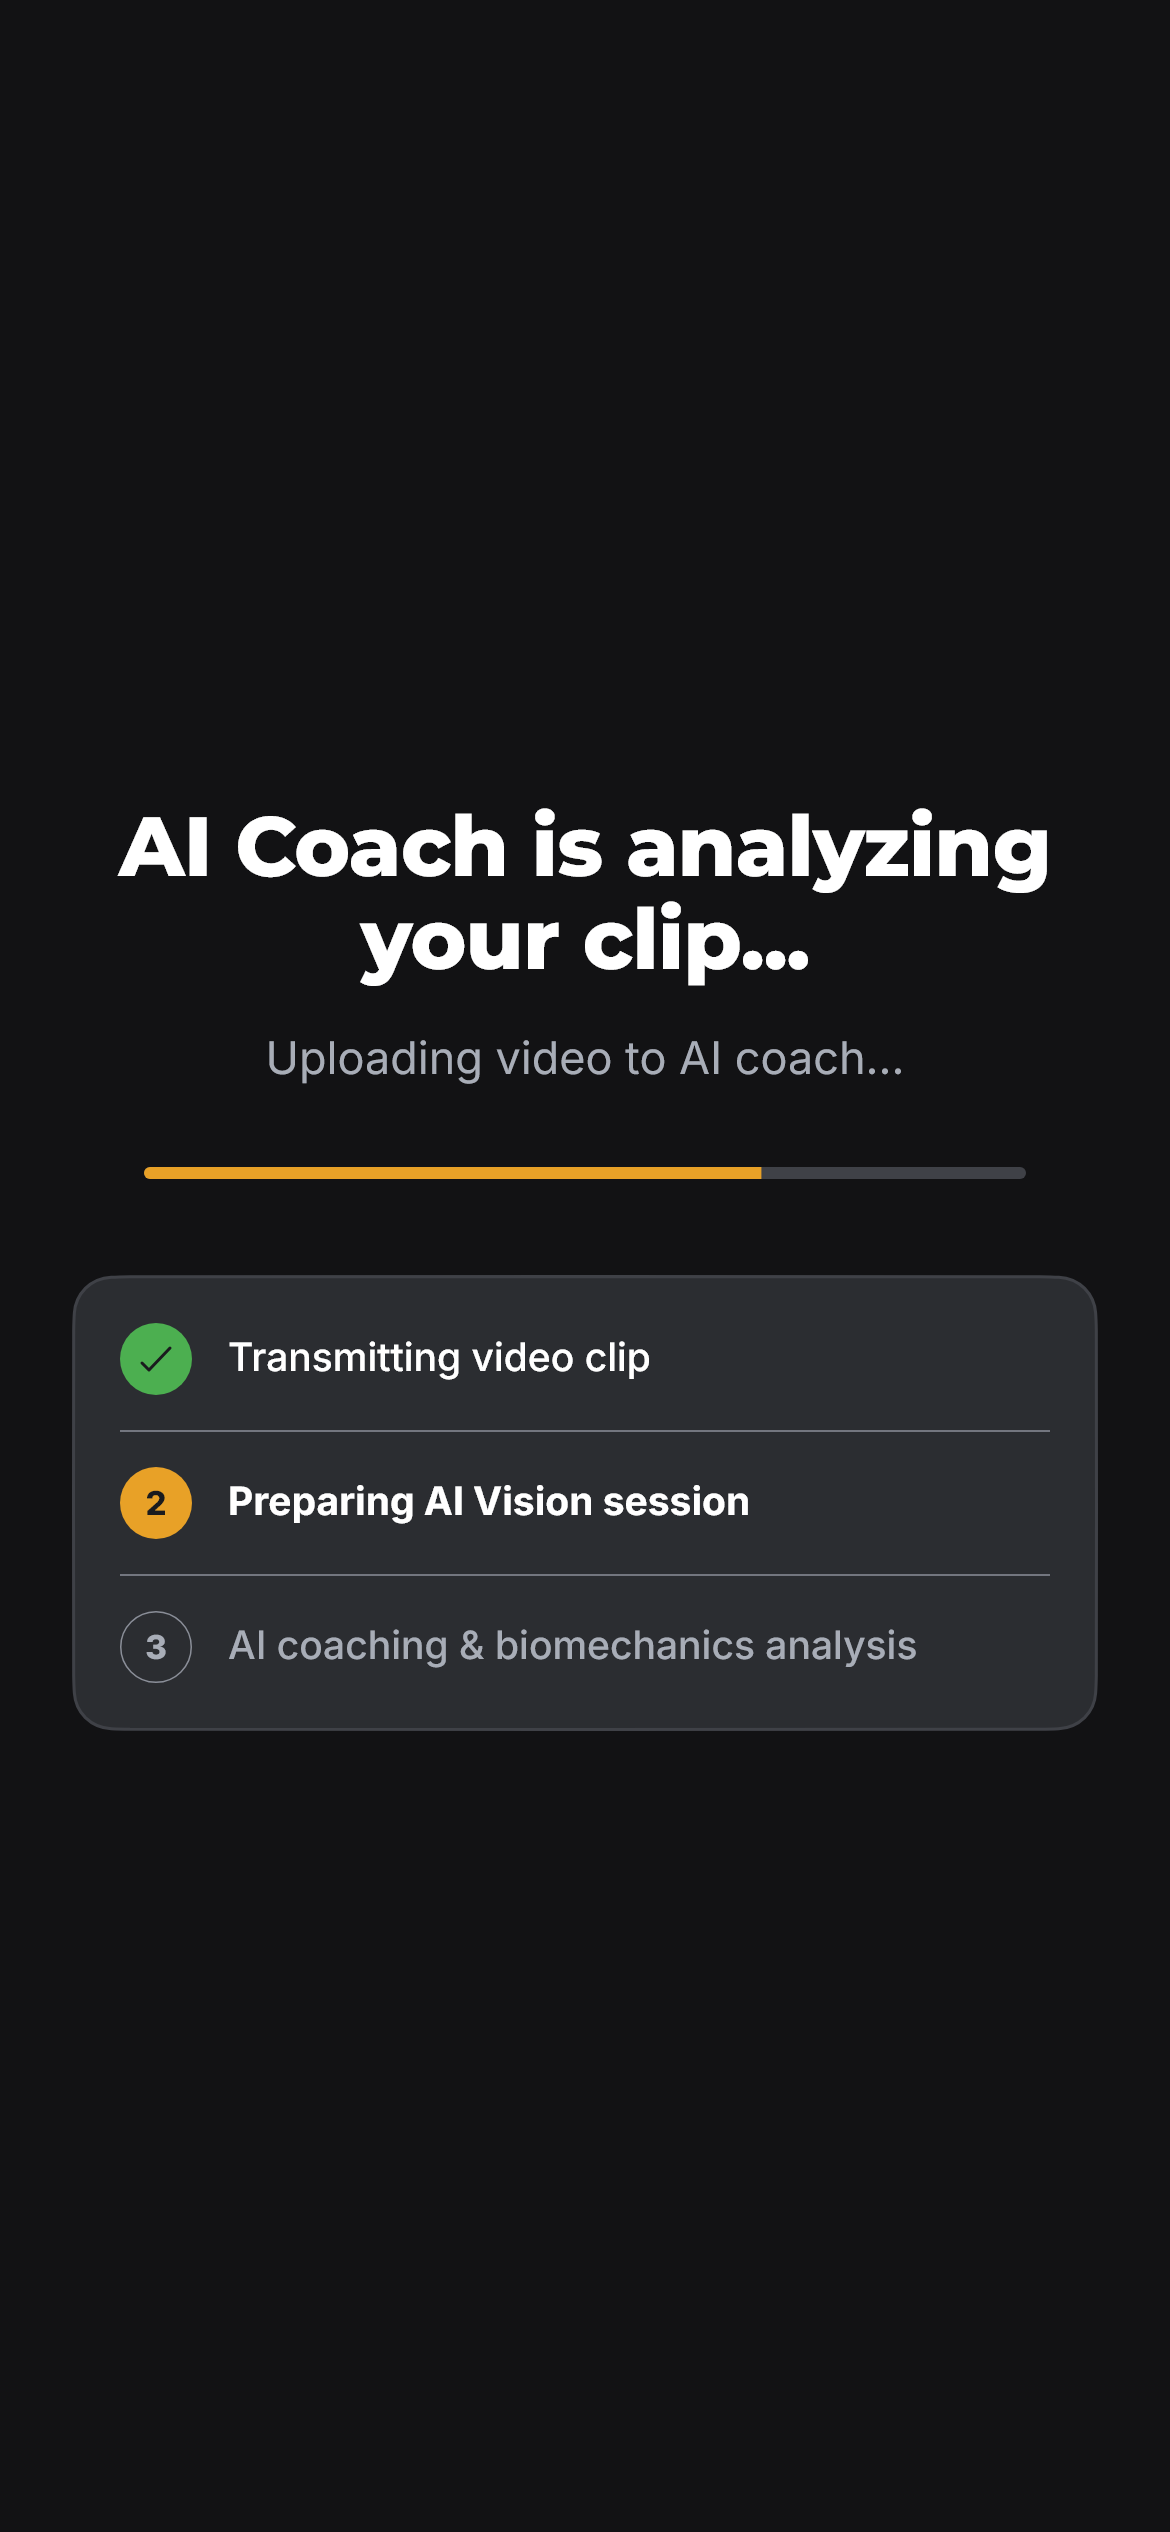 AI Coach is analyzing
your clip...
Uploading video to AI coach...
Transmitting video clip
2 Preparing AI Vision session
3 AI coaching & biomechanics analysis